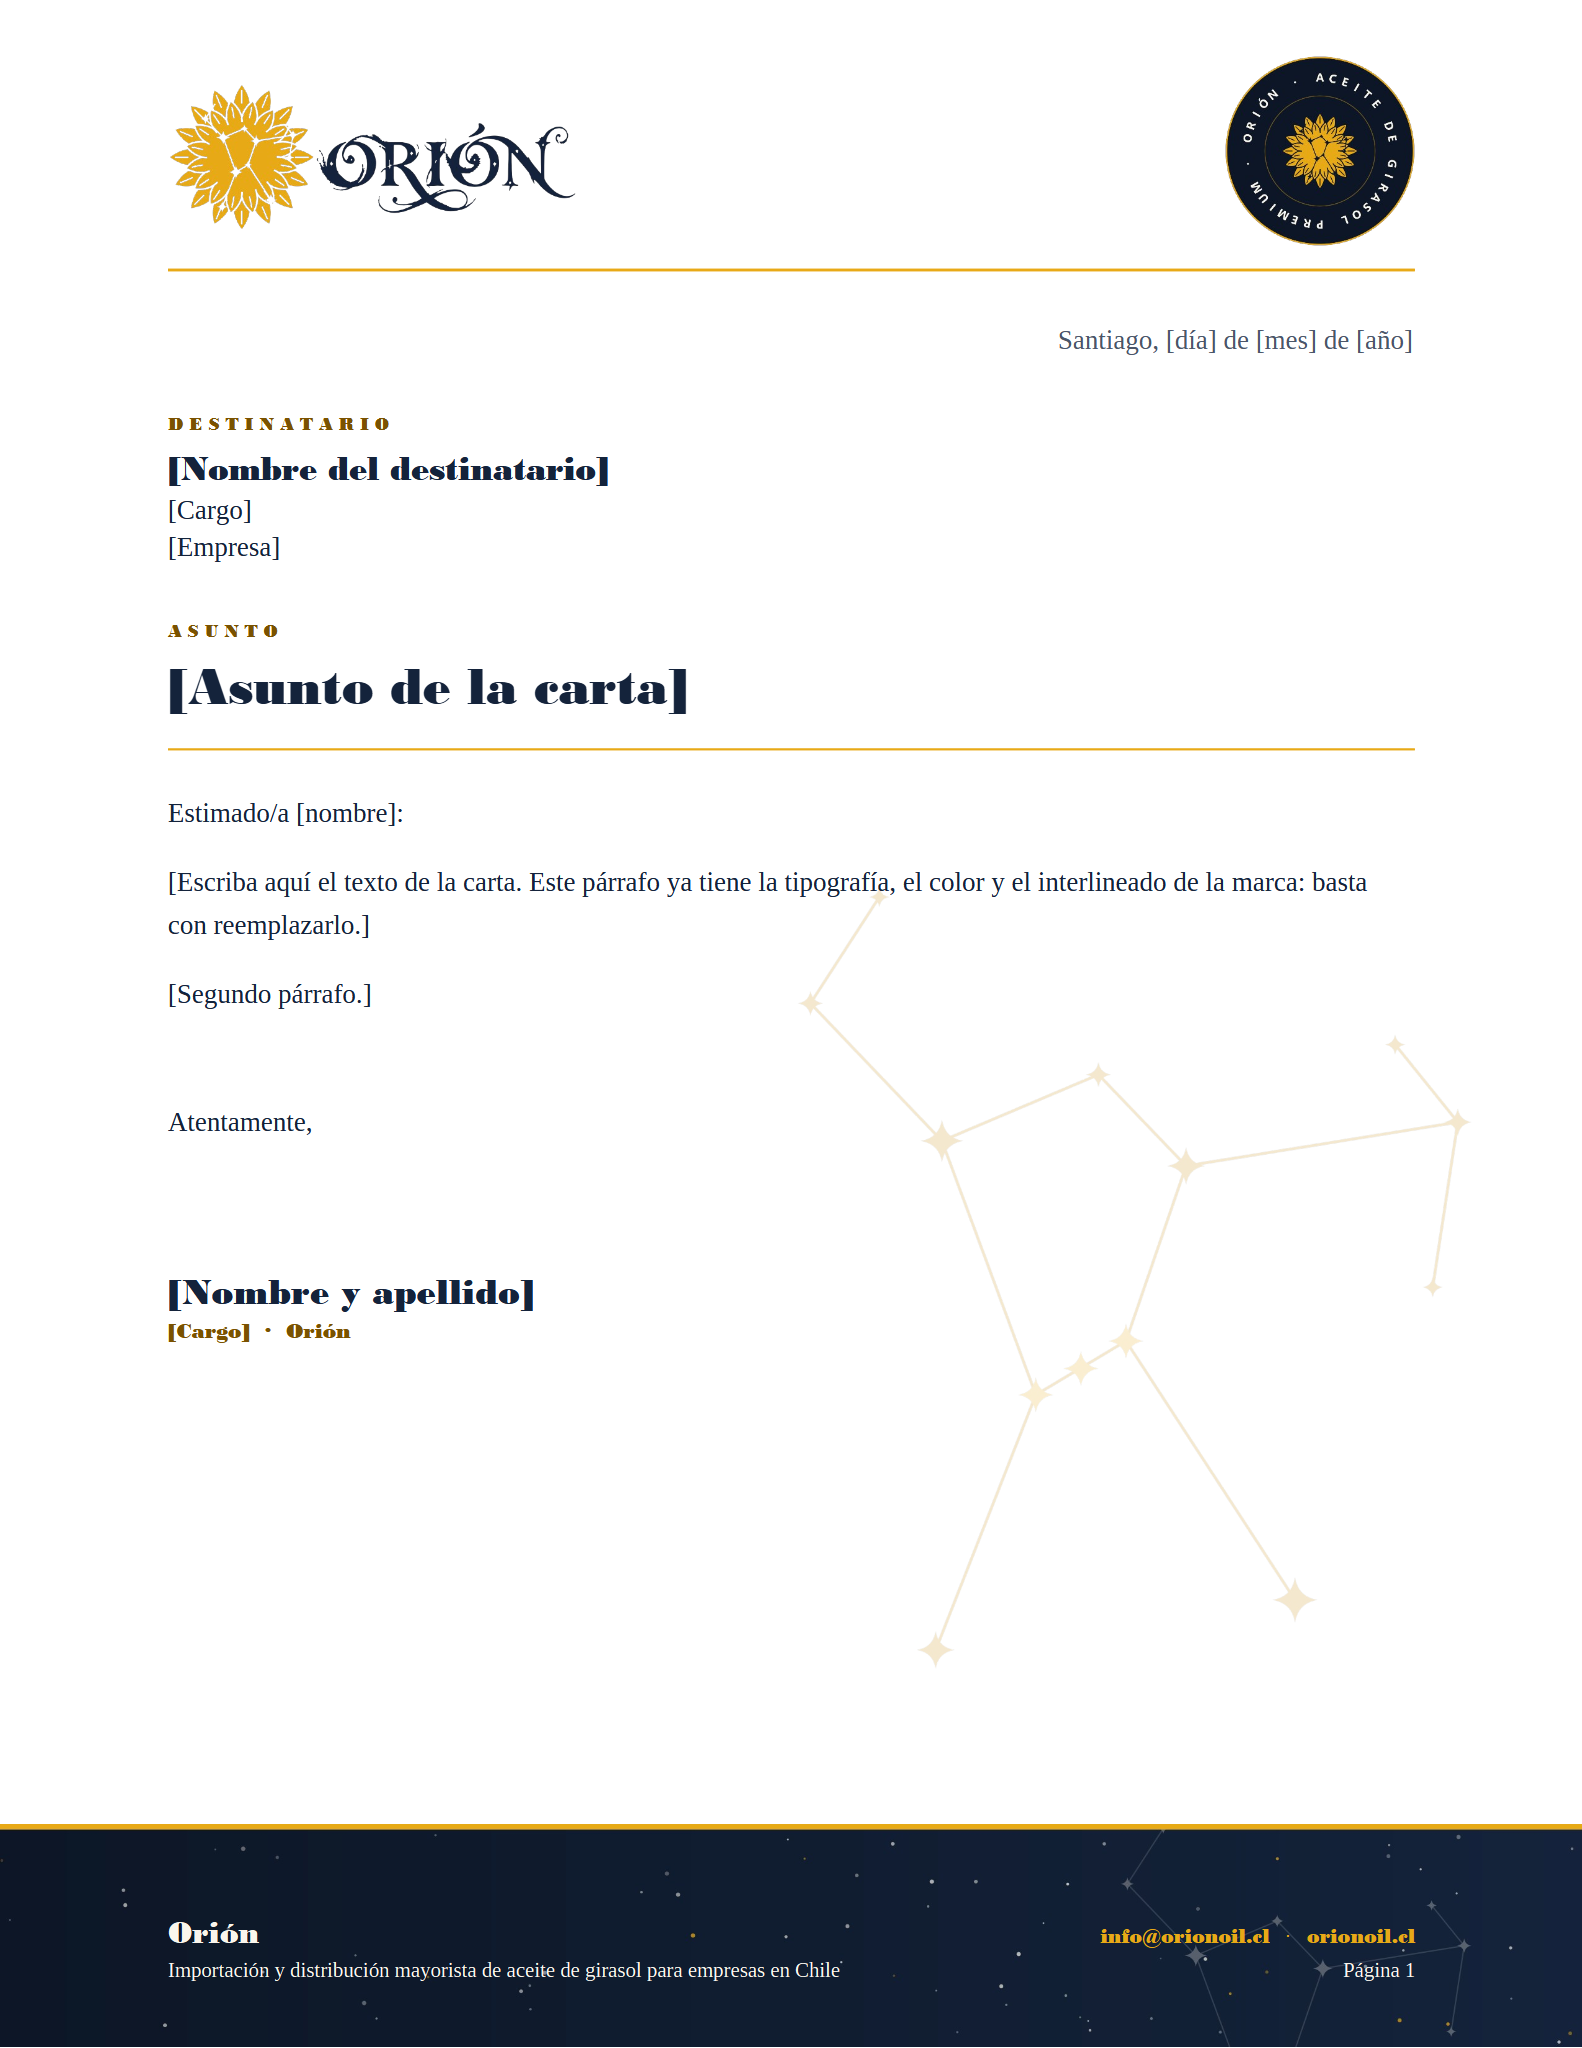 ORIÓN
ORIÓN · ACEITE DE GIRASOL PREMIUM ·
Santiago, [día] de [mes] de [año]
DESTINATARIO
[Nombre del destinatario]
[Cargo]
[Empresa]
ASUNTO
[Asunto de la carta]
Estimado/a [nombre]:
[Escriba aquí el texto de la carta. Este párrafo ya tiene la tipografía, el color y el interlineado de la marca: basta
con reemplazarlo.]
[Segundo párrafo.]
Atentamente,
[Nombre y apellido]
[Cargo] · Orión
Orión
info@orionoil.cl · orionoil.cl
Importación y distribución mayorista de aceite de girasol para empresas en Chile
Página 1